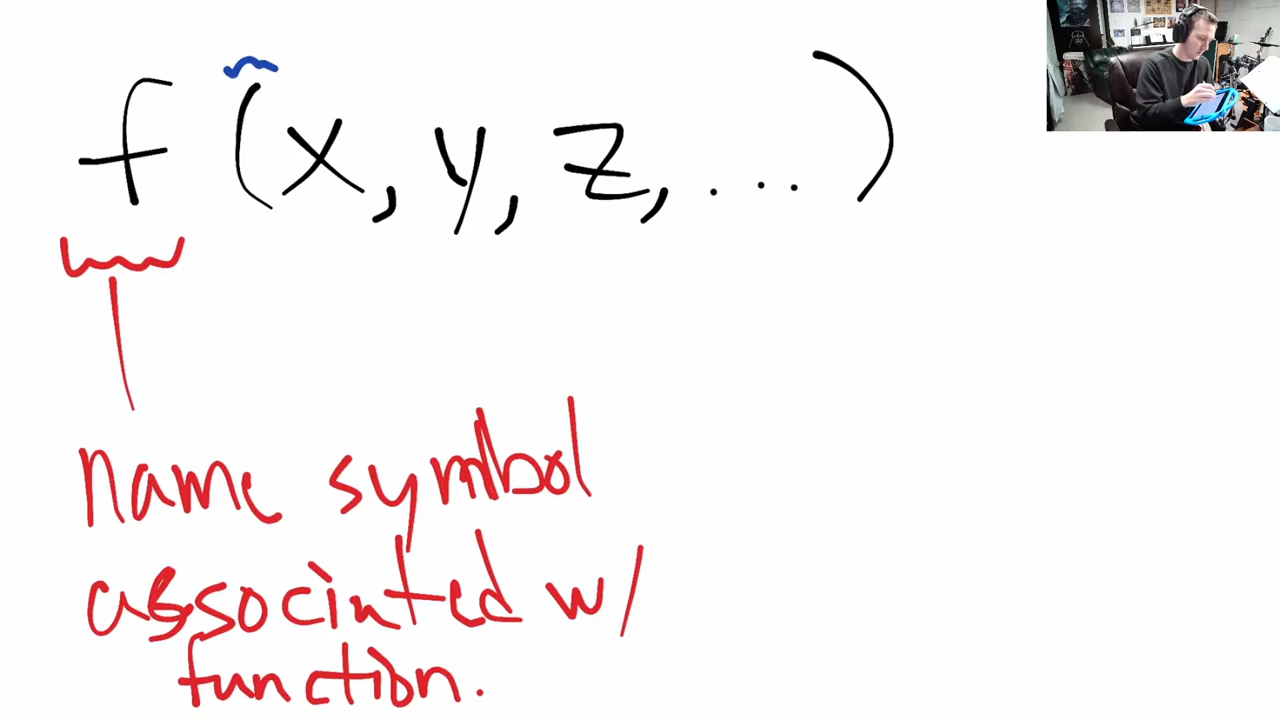 f (x, y, z, ...)
name symbol
associated w/
function.